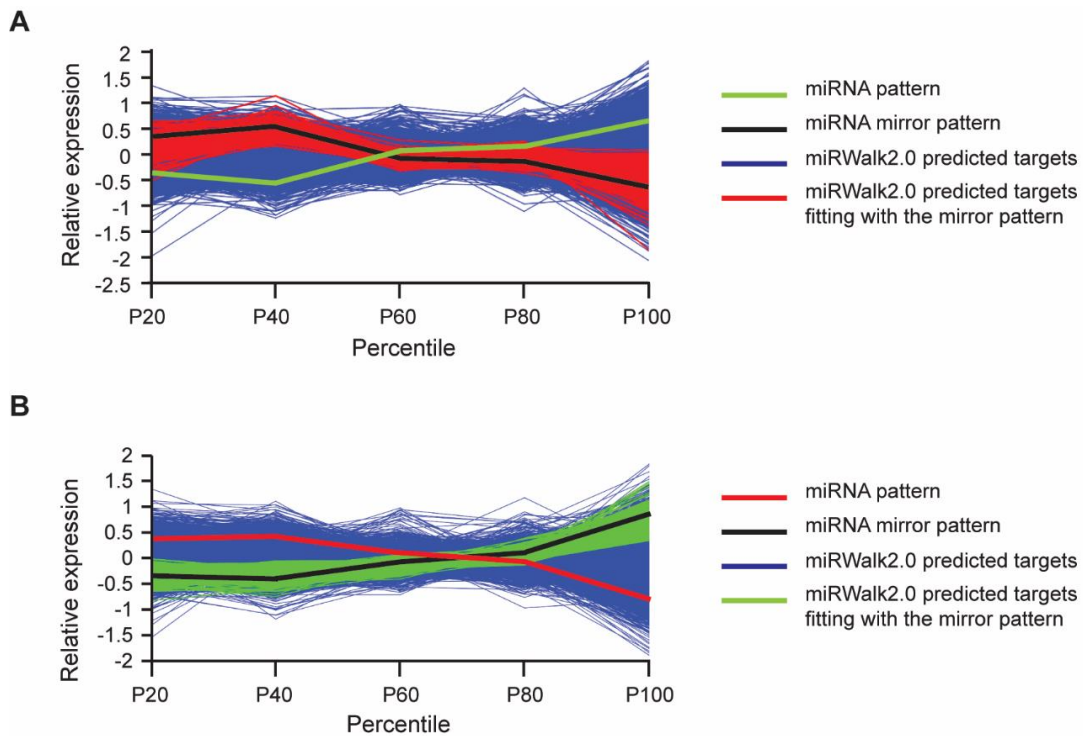 A
Relative expression
2
1.5
1
0.5
0
-0.5
-1
-1.5
-2
-2.5
P20 P40 P60 P80 P100
Percentile
miRNA pattern
miRNA mirror pattern
miRWalk2.0 predicted targets
miRWalk2.0 predicted targets
fitting with the mirror pattern
B
Relative expression
2
1.5
1
0.5
0
-0.5
-1
-1.5
-2
P20 P40 P60 P80 P100
Percentile
miRNA pattern
miRNA mirror pattern
miRWalk2.0 predicted targets
miRWalk2.0 predicted targets
fitting with the mirror pattern